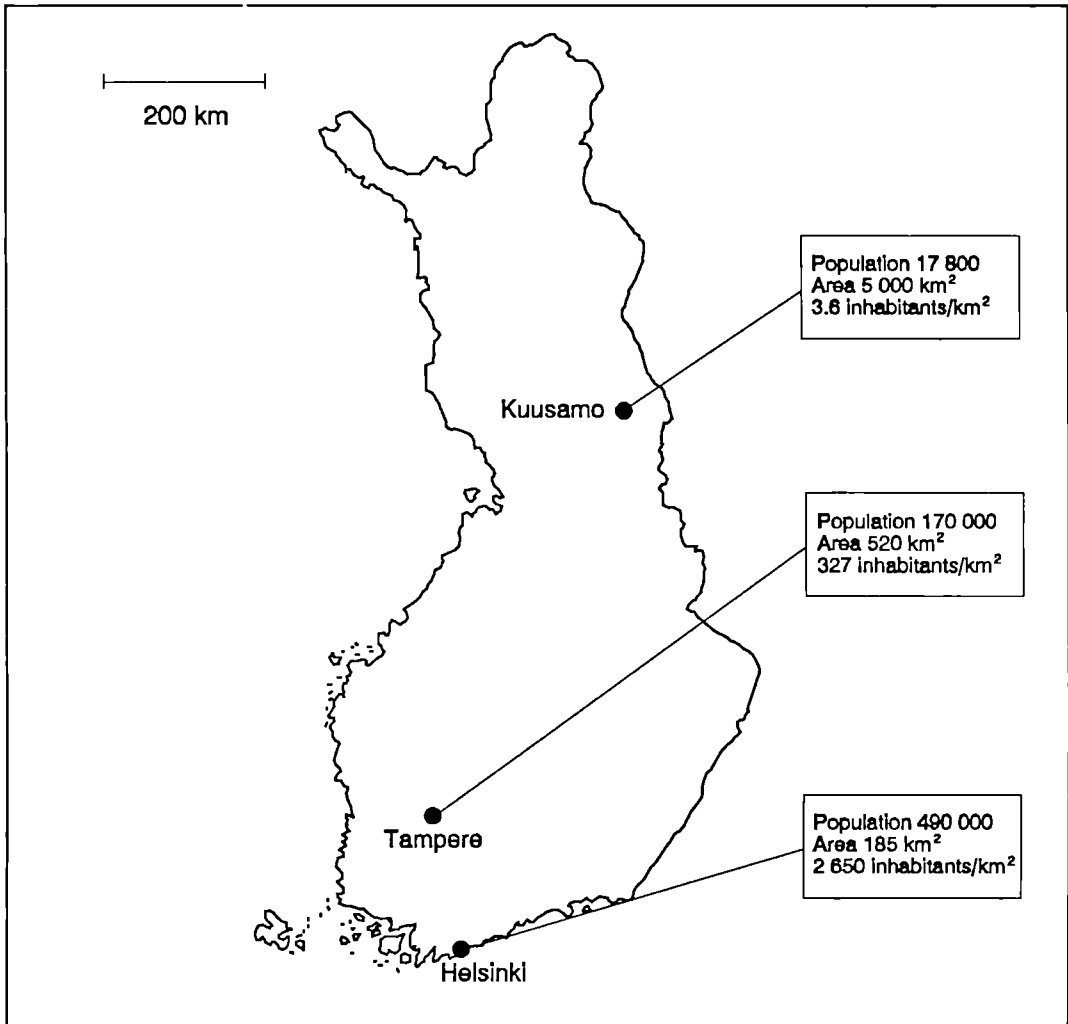 200 km
Population 17 800
Area 5 000 km²
3.6 inhabitants/km²
Kuusamo
Population 170 000
Area 520 km²
327 inhabitants/km²
Tampere
Population 490 000
Area 185 km²
2 650 inhabitants/km²
Helsinki